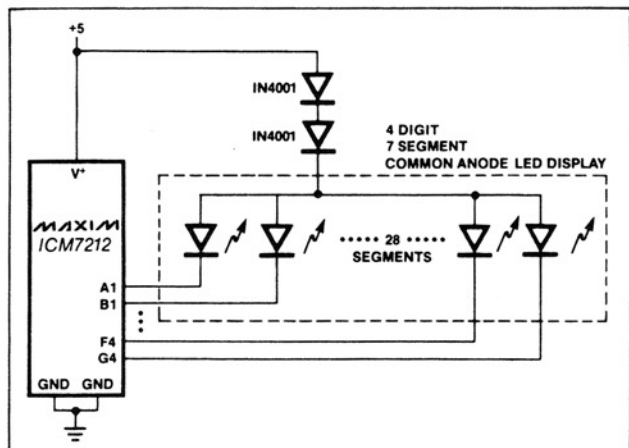 +5
IN4001
IN4001
4 DIGIT
7 SEGMENT
COMMON ANODE LED DISPLAY
V+
MAXIM
ICM7212
28
SEGMENTS
A1
B1
F4
G4
GND GND